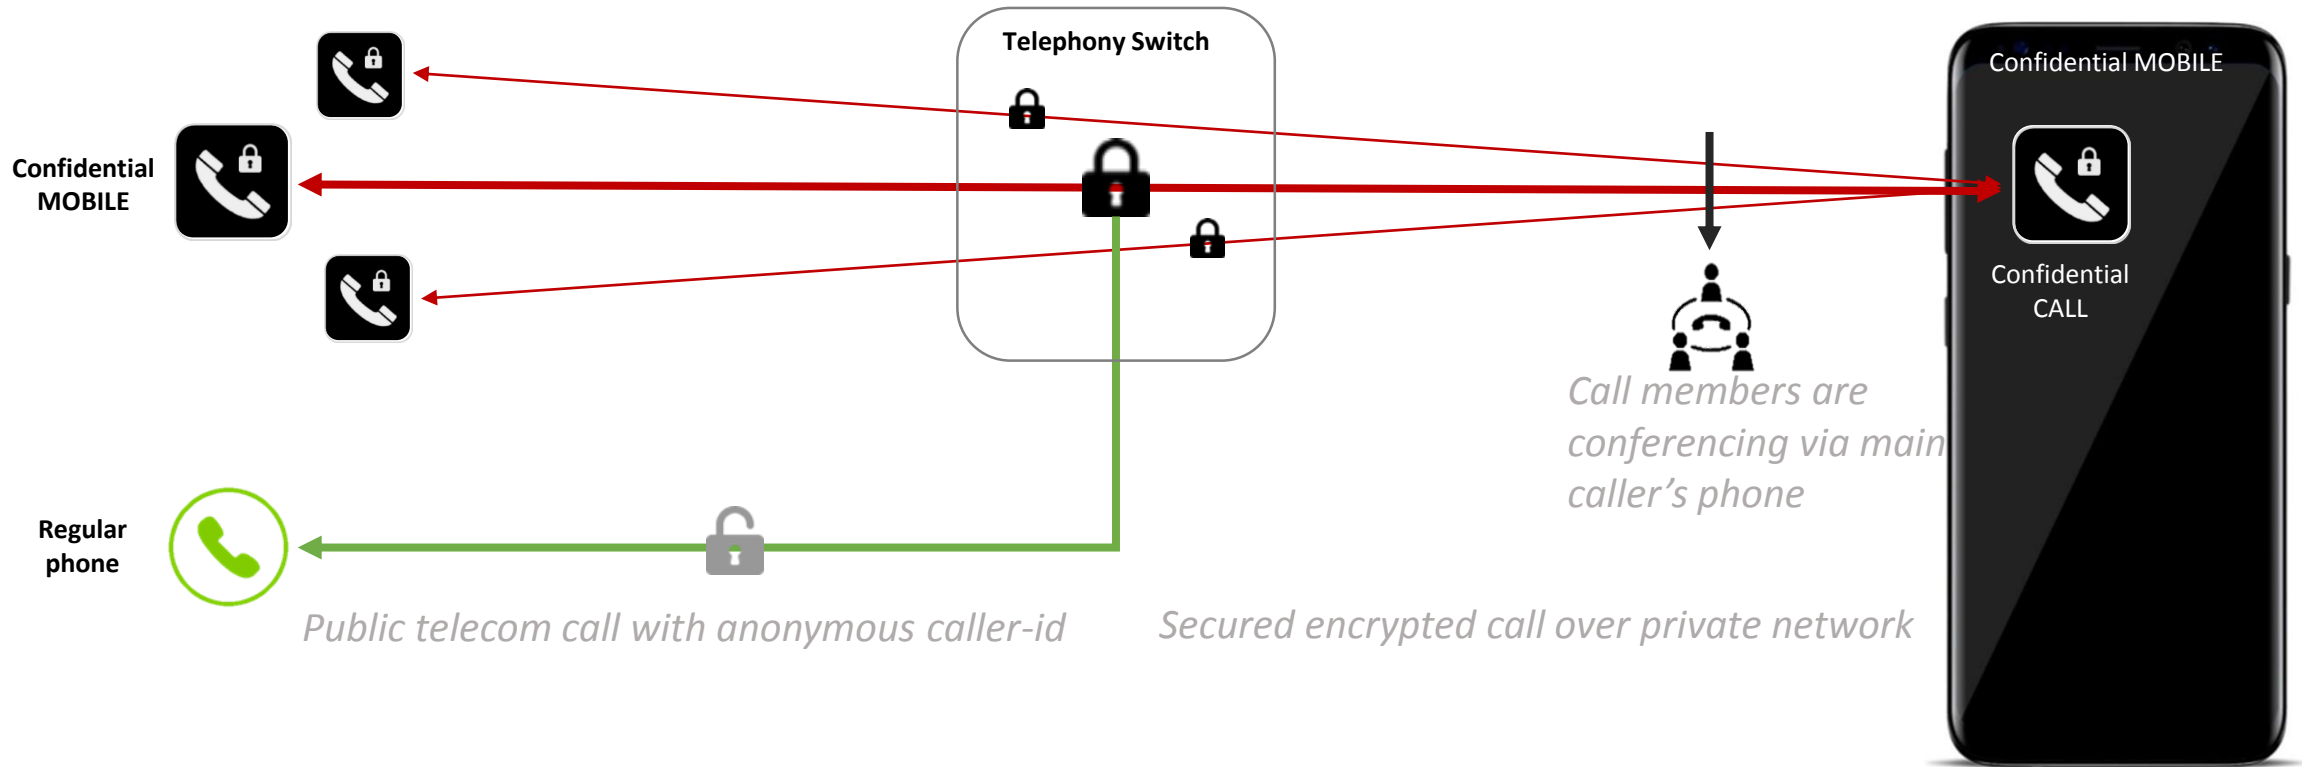 Telephony Switch
Confidential MOBILE
Confidential
MOBILE
Confidential
CALL
Call members are
conferencing via main
caller’s phone
Regular
phone
Public telecom call with anonymous caller-id
Secured encrypted call over private network